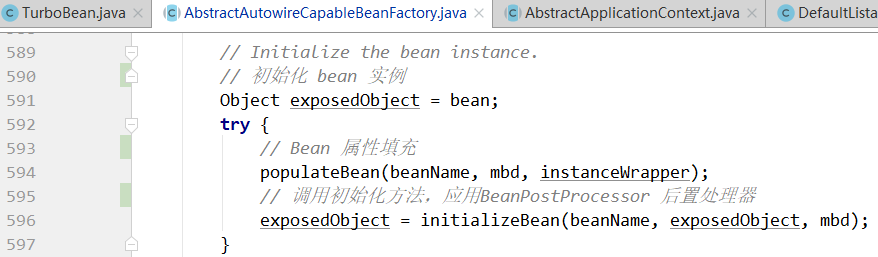 TurboBean.java × AbstractAutowireCapableBeanFactory.java × AbstractApplicationContext.java × DefaultLista
589 // Initialize the bean instance.
590 // 初始化 bean 实例
591 Object exposedObject = bean;
592 try {
593 // Bean 属性填充
594 populateBean(beanName, mbd, instanceWrapper);
595 // 调用初始化方法，应用BeanPostProcessor 后置处理器
596 exposedObject = initializeBean(beanName, exposedObject, mbd);
597 }